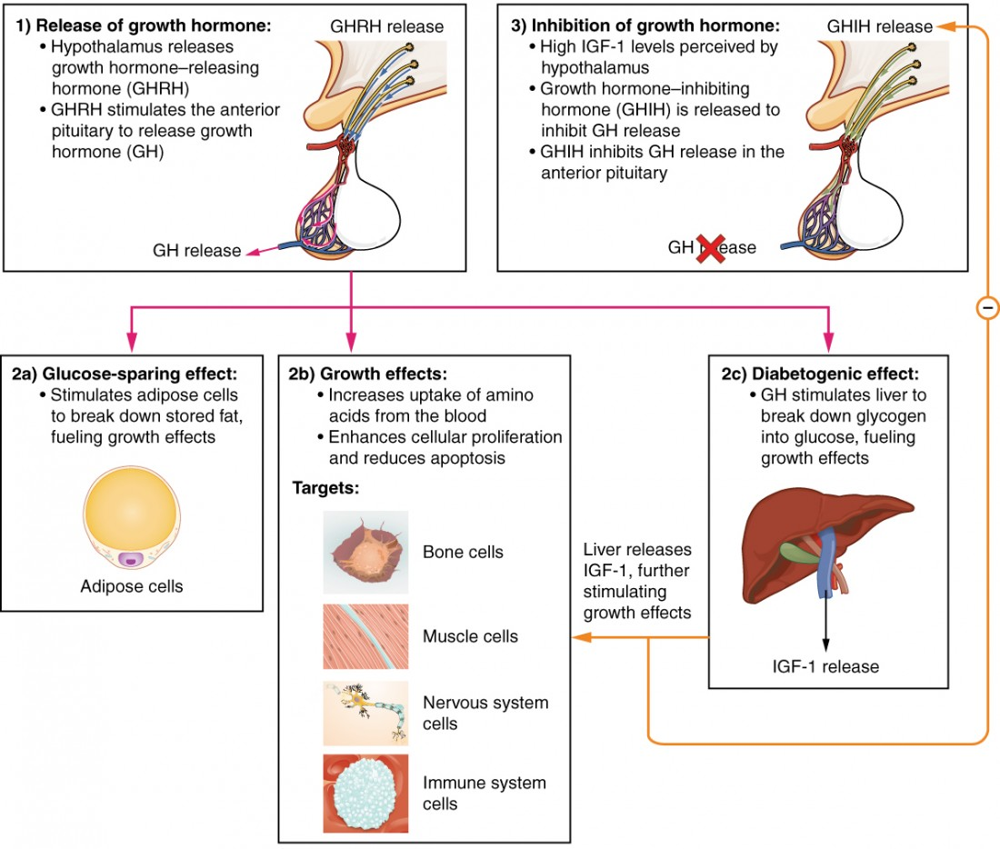 1) Release of growth hormone:
• Hypothalamus releases
growth hormone–releasing
hormone (GHRH)
• GHRH stimulates the anterior
pituitary to release growth
hormone (GH)
GHRH release
GH release
3) Inhibition of growth hormone:
• High IGF-1 levels perceived by
hypothalamus
• Growth hormone–inhibiting
hormone (GHIH) is released to
inhibit GH release
• GHIH inhibits GH release in the
anterior pituitary
GHIH release
GH release
–
2a) Glucose-sparing effect:
• Stimulates adipose cells
to break down stored fat,
fueling growth effects
Adipose cells
2b) Growth effects:
• Increases uptake of amino
acids from the blood
• Enhances cellular proliferation
and reduces apoptosis
Targets:
Bone cells
Muscle cells
Nervous system
cells
Immune system
cells
Liver releases
IGF-1, further
stimulating
growth effects
2c) Diabetogenic effect:
• GH stimulates liver to
break down glycogen
into glucose, fueling
growth effects
IGF-1 release